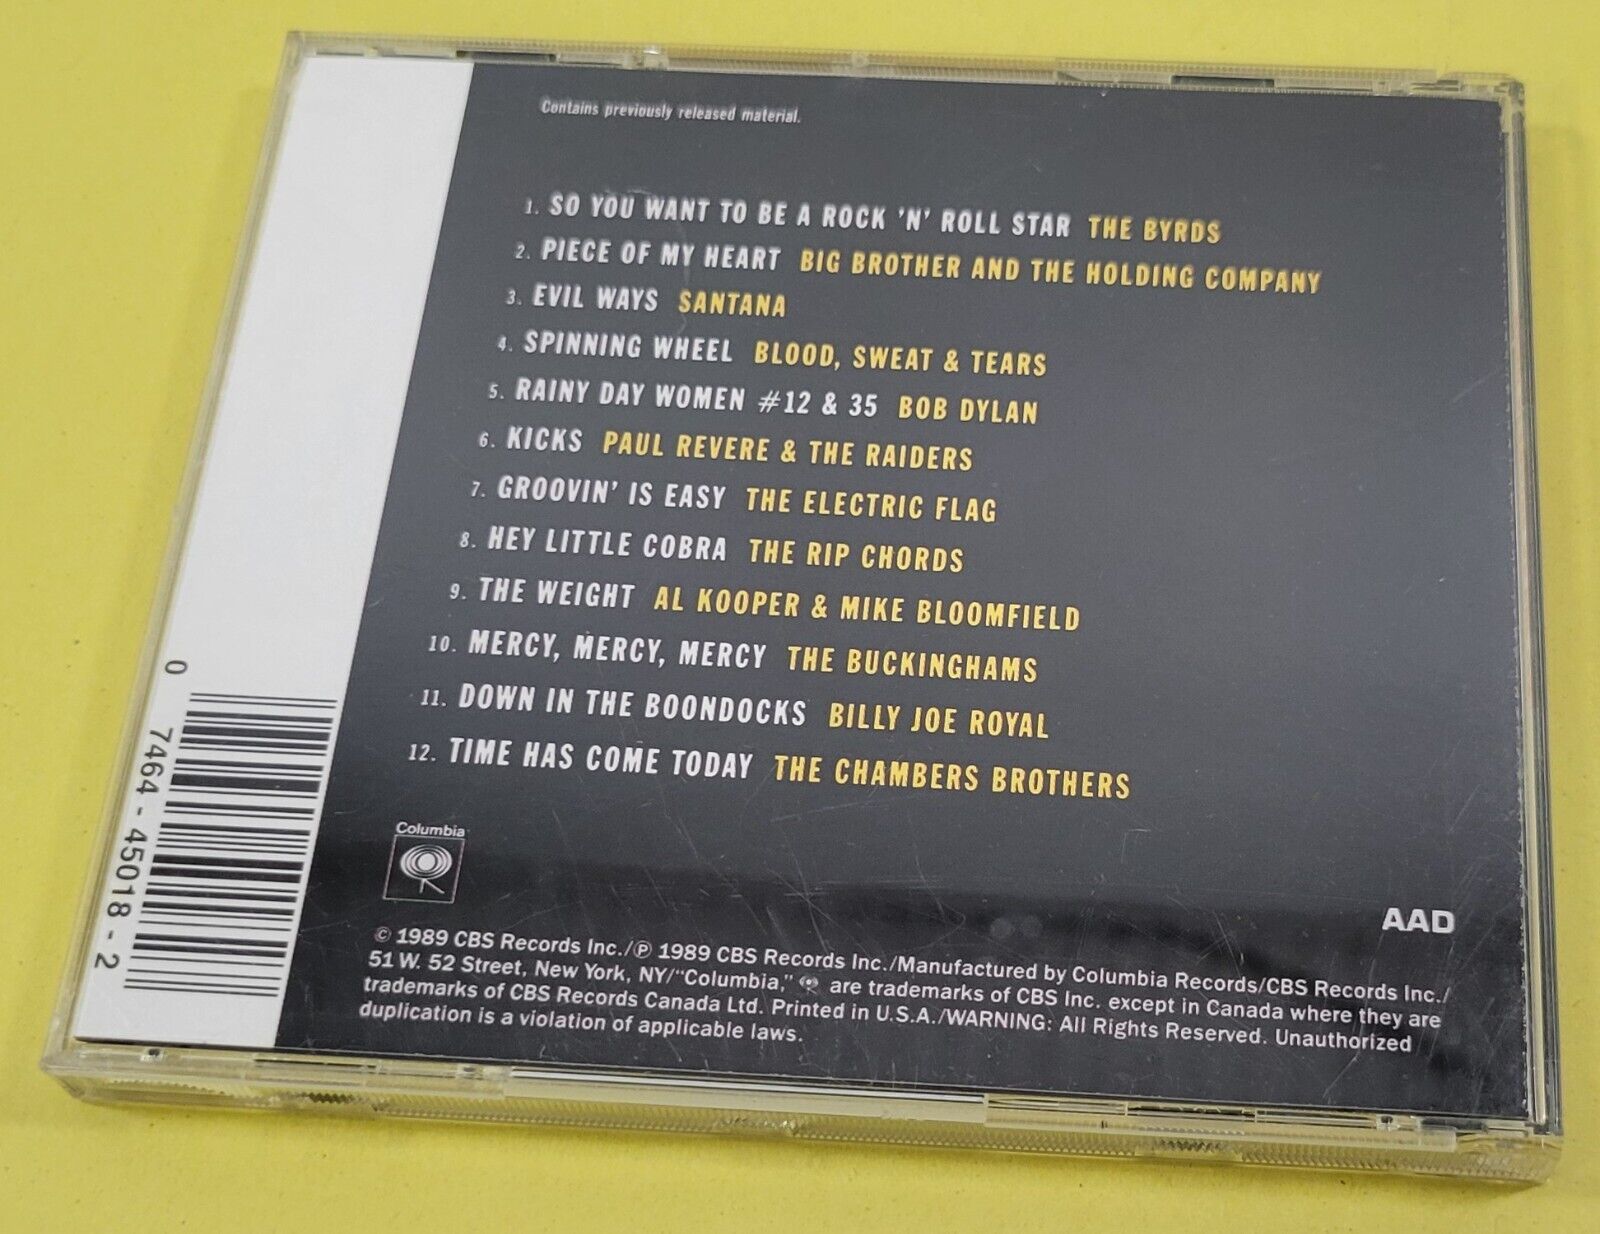 Contains previously released material.
1. SO YOU WANT TO BE A ROCK 'N' ROLL STAR THE BYRDS
2. PIECE OF MY HEART BIG BROTHER AND THE HOLDING COMPANY
3. EVIL WAYS SANTANA
4. SPINNING WHEEL BLOOD, SWEAT & TEARS
5. RAINY DAY WOMEN #12 & 35 BOB DYLAN
6. KICKS PAUL REVERE & THE RAIDERS
7. GROOVIN' IS EASY THE ELECTRIC FLAG
8. HEY LITTLE COBRA THE RIP CHORDS
9. THE WEIGHT AL KOOPER & MIKE BLOOMFIELD
10. MERCY, MERCY, MERCY THE BUCKINGHAMS
11. DOWN IN THE BOONDOCKS BILLY JOE ROYAL
12. TIME HAS COME TODAY THE CHAMBERS BROTHERS
Columbia
AAD
© 1989 CBS Records Inc./℗ 1989 CBS Records Inc./Manufactured by Columbia Records/CBS Records Inc./
51 W. 52 Street, New York, NY/"Columbia," are trademarks of CBS Inc. except in Canada where they are
trademarks of CBS Records Canada Ltd. Printed in U.S.A./WARNING: All Rights Reserved. Unauthorized
duplication is a violation of applicable laws.
0 7464-45018-2